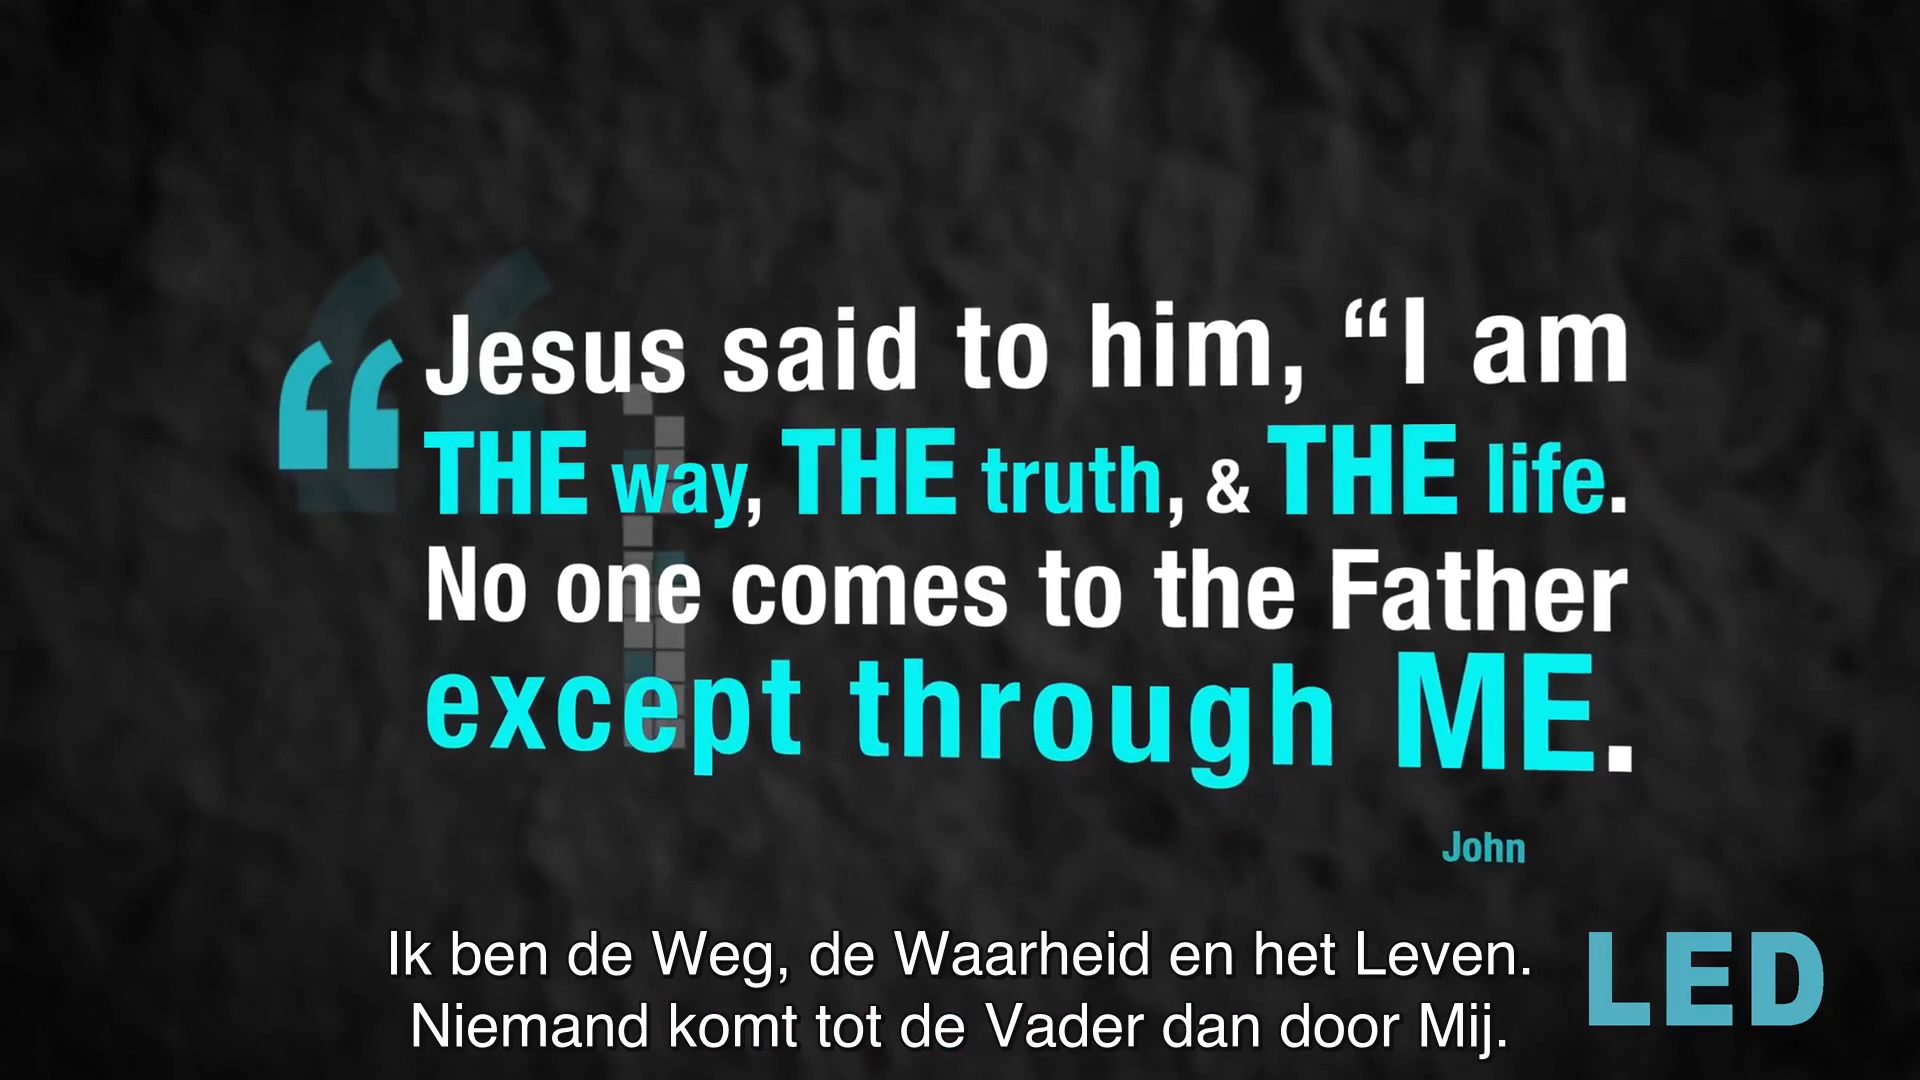 Jesus said to him, “I am
THE way, THE truth, & THE life.
No one comes to the Father
except through ME.
John
Ik ben de Weg, de Waarheid en het Leven.
Niemand komt tot de Vader dan door Mij.
LED